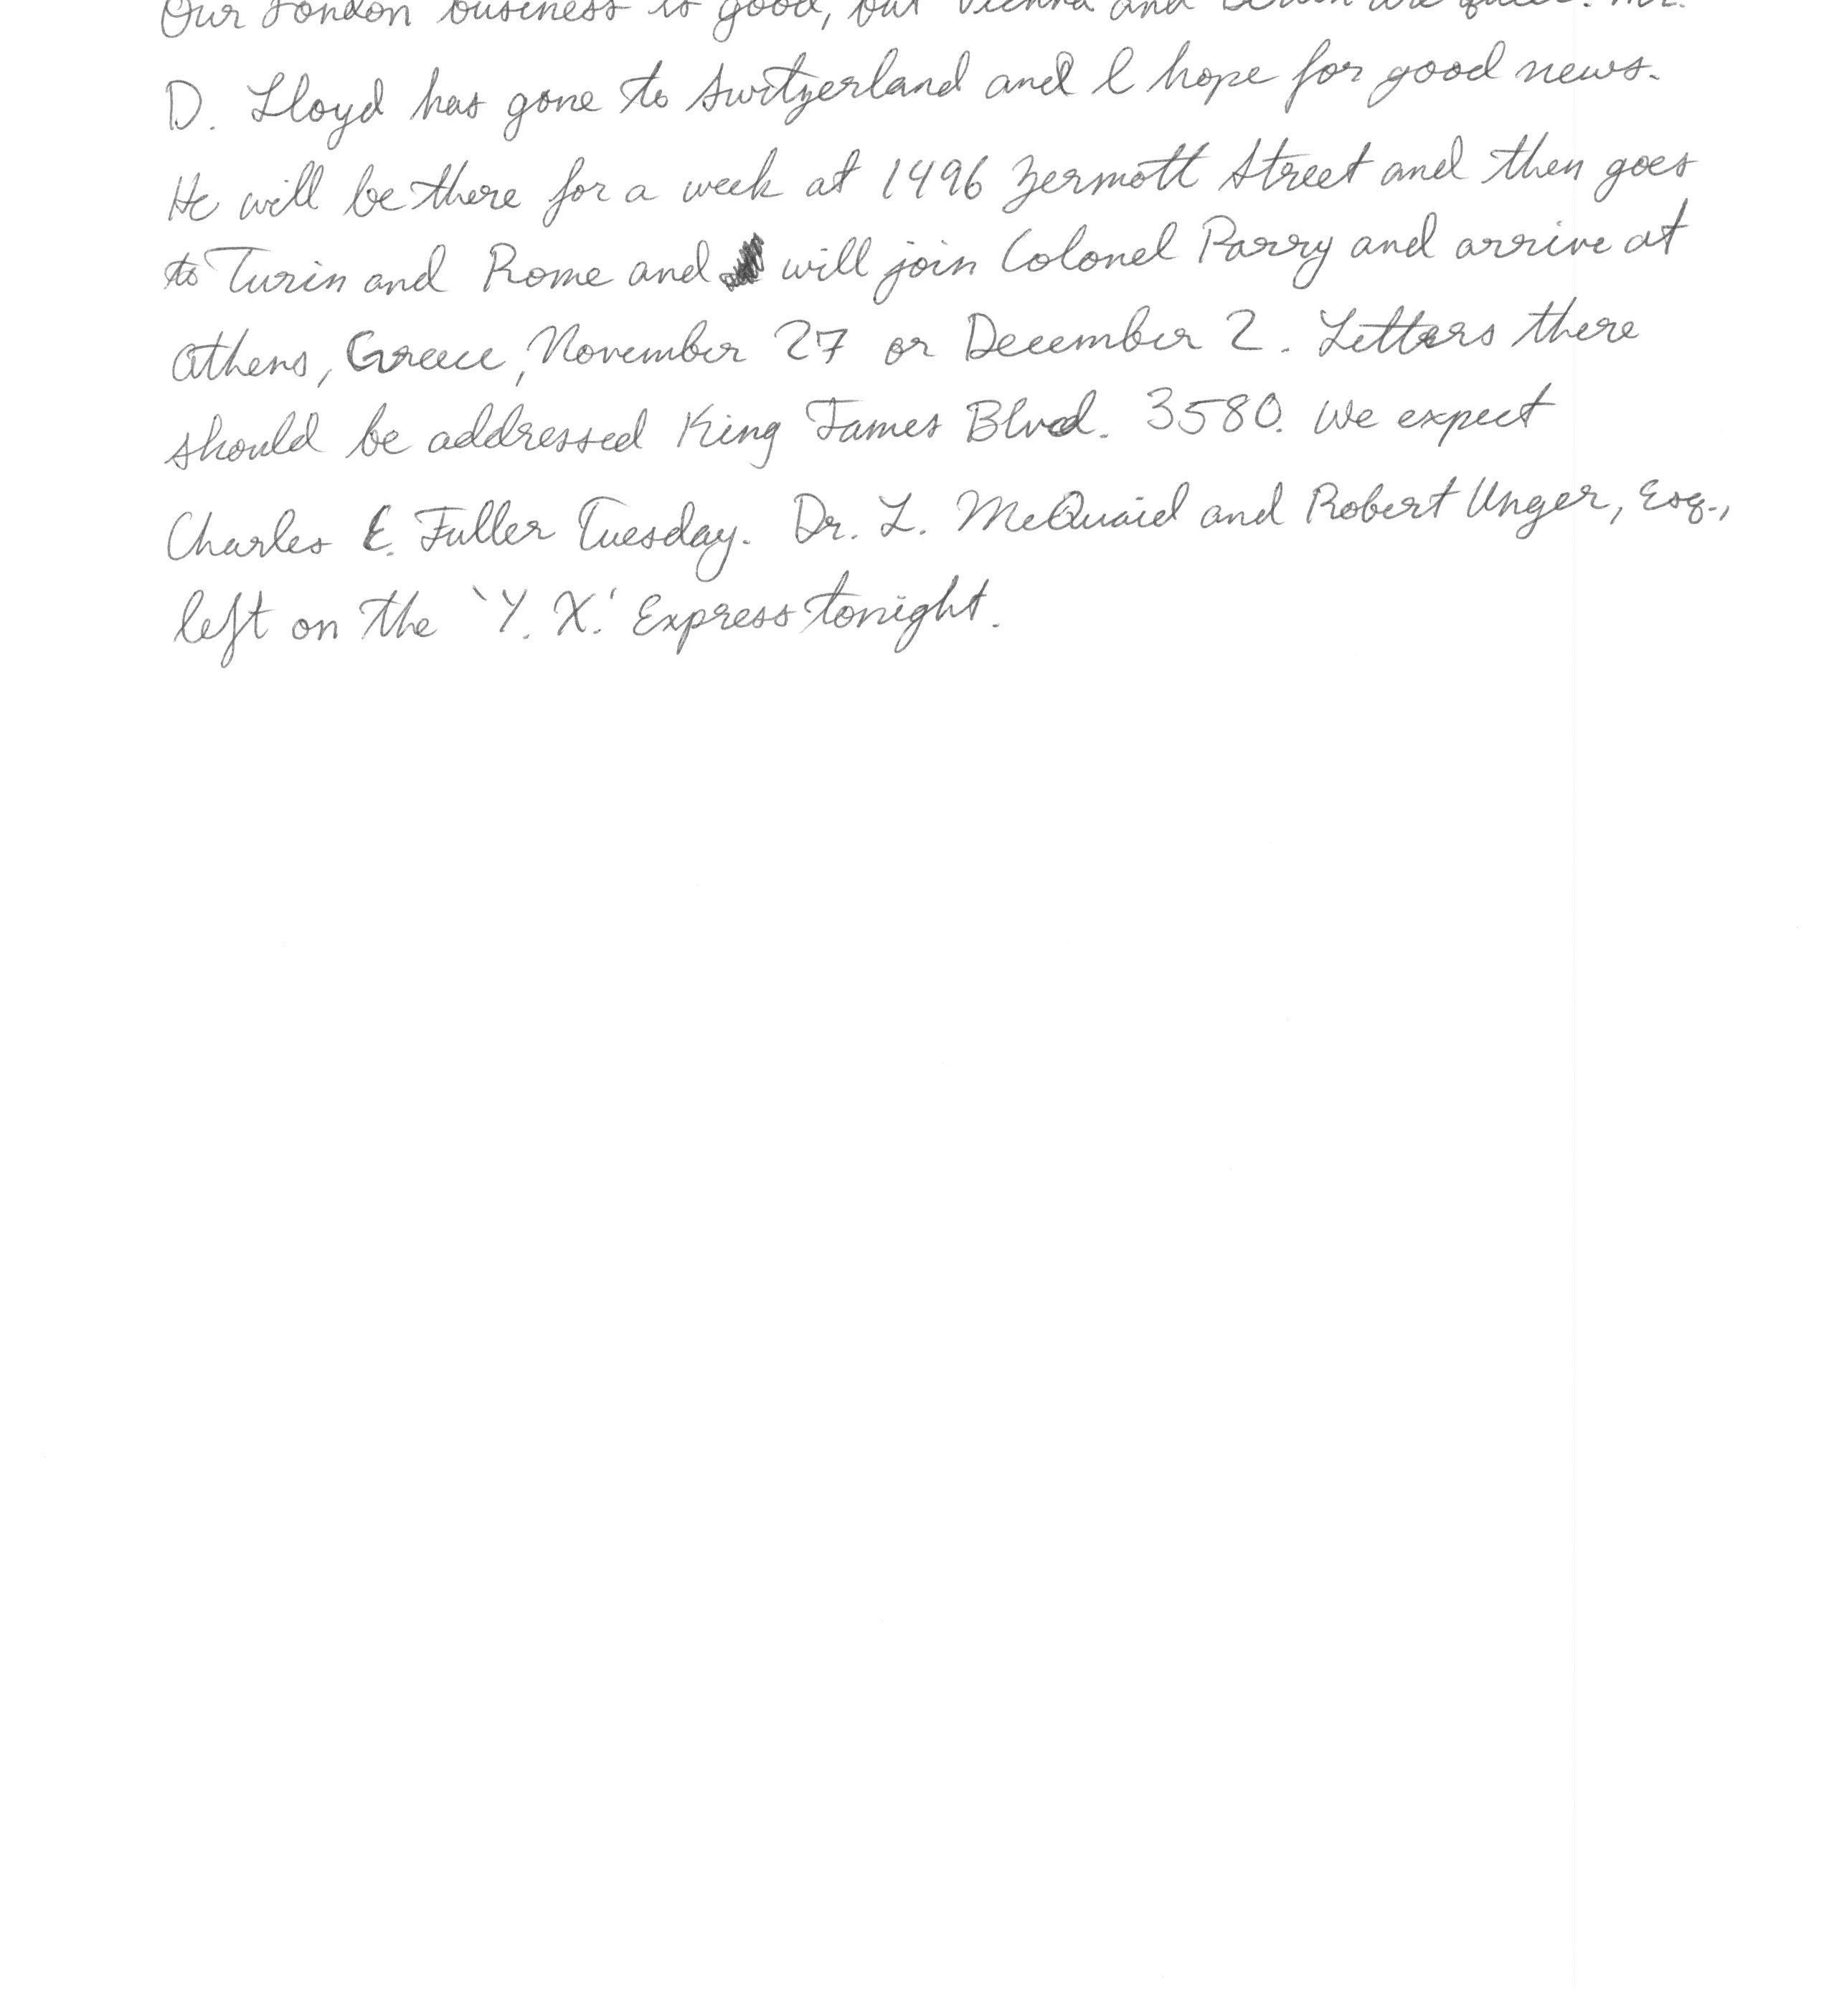 Our London business is good, but Vienna and Berlin are quiet. Mr.
D. Lloyd has gone to Switzerland and I hope for good news.
He will be there for a week at 1496 Zermott Street and then goes
to Turin and Rome and will join Colonel Parry and arrive at
Athens, Greece, November 27 or December 2. Letters there
should be addressed King James Blvd. 3580. We expect
Charles E. Fuller Tuesday. Dr. L. McQuaid and Robert Unger, Esq.,
left on the 'Y. X.' Express tonight.